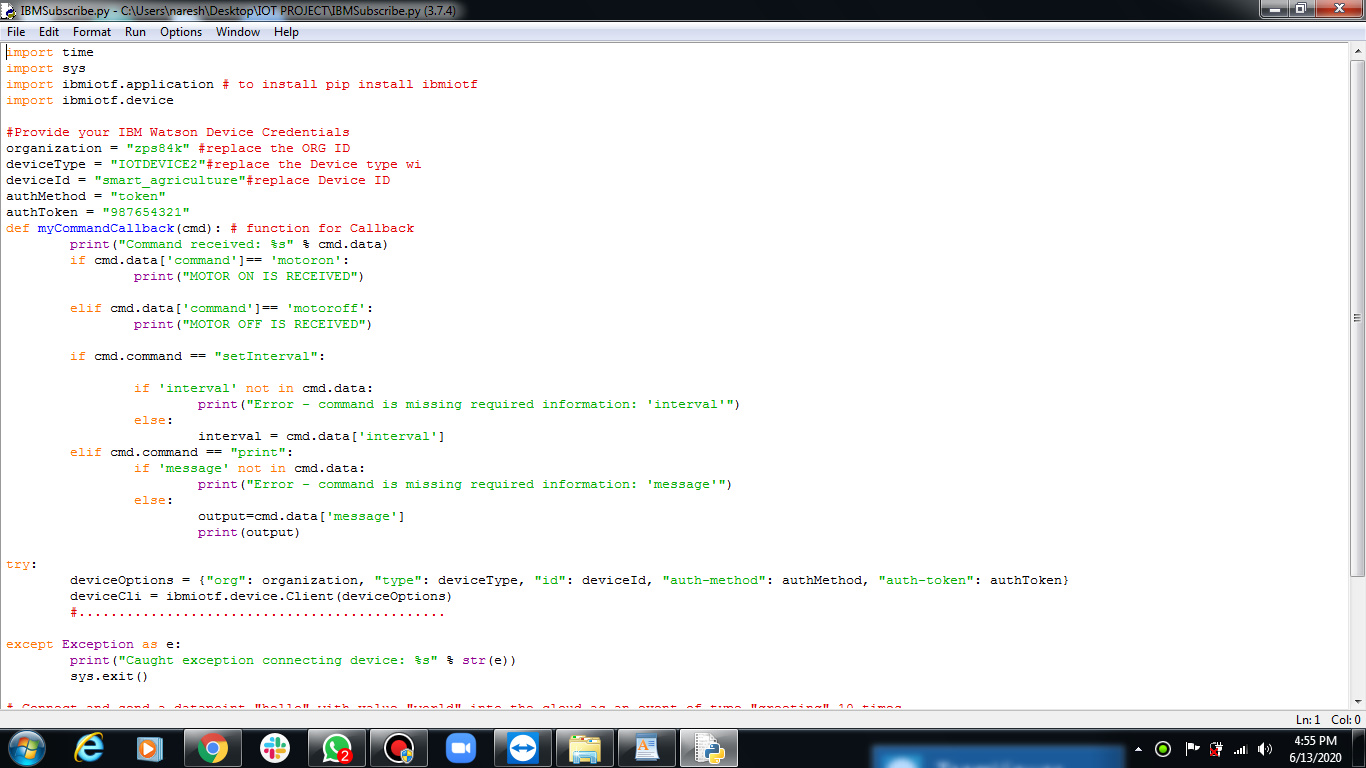 IBMSubscribe.py - C:\Users\naresh\Desktop\IOT PROJECT\IBMSubscribe.py (3.7.4)
File Edit Format Run Options Window Help
import time
import sys
import ibmiotf.application # to install pip install ibmiotf
import ibmiotf.device

#Provide your IBM Watson Device Credentials
organization = "zps84k" #replace the ORG ID
deviceType = "IOTDEVICE2"#replace the Device type wi
deviceId = "smart_agriculture"#replace Device ID
authMethod = "token"
authToken = "987654321"
def myCommandCallback(cmd): # function for Callback
        print("Command received: %s" % cmd.data)
        if cmd.data['command']== 'motoron':
                print("MOTOR ON IS RECEIVED")

        elif cmd.data['command']== 'motoroff':
                print("MOTOR OFF IS RECEIVED")

        if cmd.command == "setInterval":

                if 'interval' not in cmd.data:
                        print("Error - command is missing required information: 'interval'")
                else:
                        interval = cmd.data['interval']
        elif cmd.command == "print":
                if 'message' not in cmd.data:
                        print("Error - command is missing required information: 'message'")
                else:
                        output=cmd.data['message']
                        print(output)

try:
        deviceOptions = {"org": organization, "type": deviceType, "id": deviceId, "auth-method": authMethod, "auth-token": authToken}
        deviceCli = ibmiotf.device.Client(deviceOptions)
        #..............................................

except Exception as e:
        print("Caught exception connecting device: %s" % str(e))
        sys.exit()

# Connect and send a datapoint "hello" with value "world" into the cloud as an event of type "greeting" 10 times
Ln: 1 Col: 0
2
4:55 PM
6/13/2020